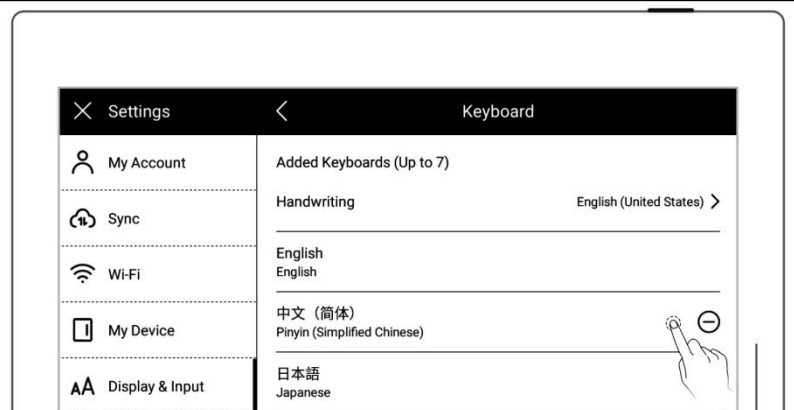 Settings
Keyboard
My Account
Sync
Wi-Fi
My Device
Display & Input
Added Keyboards (Up to 7)
Handwriting English (United States)
English
English
中文（简体）
Pinyin (Simplified Chinese)
日本語
Japanese